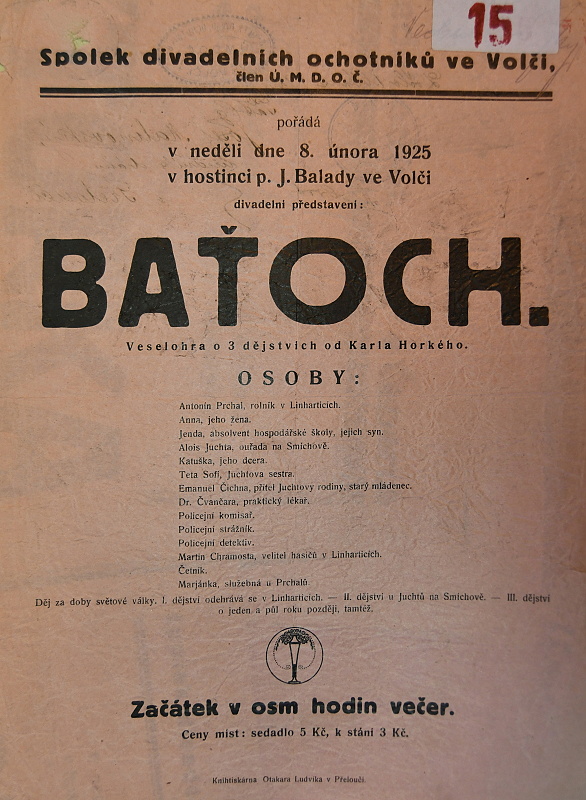 15
Spolek divadelních ochotníků ve Volči,
člen Ú. M. D. O. Č.
pořádá
v neděli dne 8. února 1925
v hostinci p. J. Balady ve Volči
divadelní představení:
BAŤOCH.
Veselohra o 3 dějstvích od Karla Horkého.
OSOBY:
Antonín Prchal, rolník v Linharticích.
Anna, jeho žena.
Jenda, absolvent hospodářské školy, jejich syn.
Alois Juchta, ouřada na Smíchově.
Katuška, jeho dcera.
Teta Sofi, Juchtova sestra.
Emanuel Čichna, přítel Juchtovy rodiny, starý mládenec.
Dr. Čvančara, praktický lékař.
Policejní komisař.
Policejní strážník.
Policejní detektiv.
Martin Chramosta, velitel hasičů v Linharticích.
Četník.
Marjánka, služebná u Prchalů.
Děj za doby světové války. I. dějství odehrává se v Linharticích. — II. dějství u Juchtů na Smíchově. — III. dějství
o jeden a půl roku později, tamtéž.
Začátek v osm hodin večer.
Ceny míst: sedadlo 5 Kč, k stání 3 Kč.
Knihtiskárna Otakara Ludvíka v Přelouči.